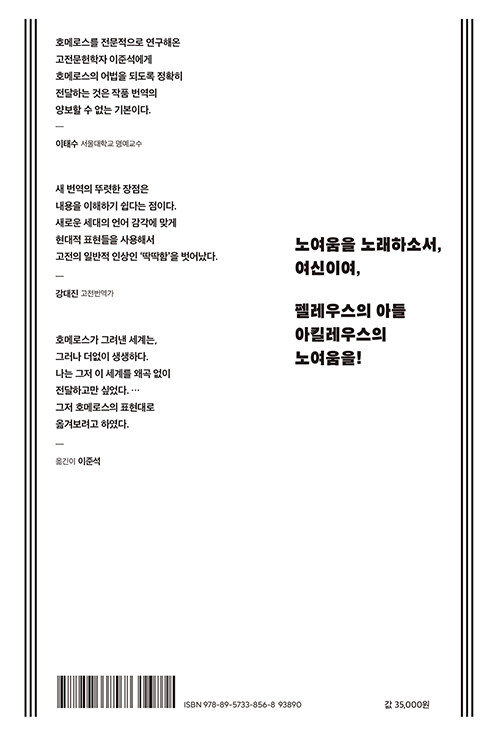 호메로스를 전문적으로 연구해온
고전문헌학자 이준석에게
호메로스의 어법을 되도록 정확히
전달하는 것은 작품 번역의
양보할 수 없는 기본이다.
—
이태수 서울대학교 명예교수
새 번역의 뚜렷한 장점은
내용을 이해하기 쉽다는 점이다.
새로운 세대의 언어 감각에 맞게
현대적 표현들을 사용해서
고전의 일반적 인상인 ‘딱딱함’을 벗어났다.
—
강대진 고전번역가
호메로스가 그려낸 세계는,
그러나 더없이 생생하다.
나는 그저 이 세계를 왜곡 없이
전달하고만 싶었다. …
그저 호메로스의 표현대로
옮겨보려고 하였다.
—
옮긴이 이준석
노여움을 노래하소서,
여신이여,
펠레우스의 아들
아킬레우스의
노여움을!
ISBN 978-89-5733-856-8 93890
값 35,000원